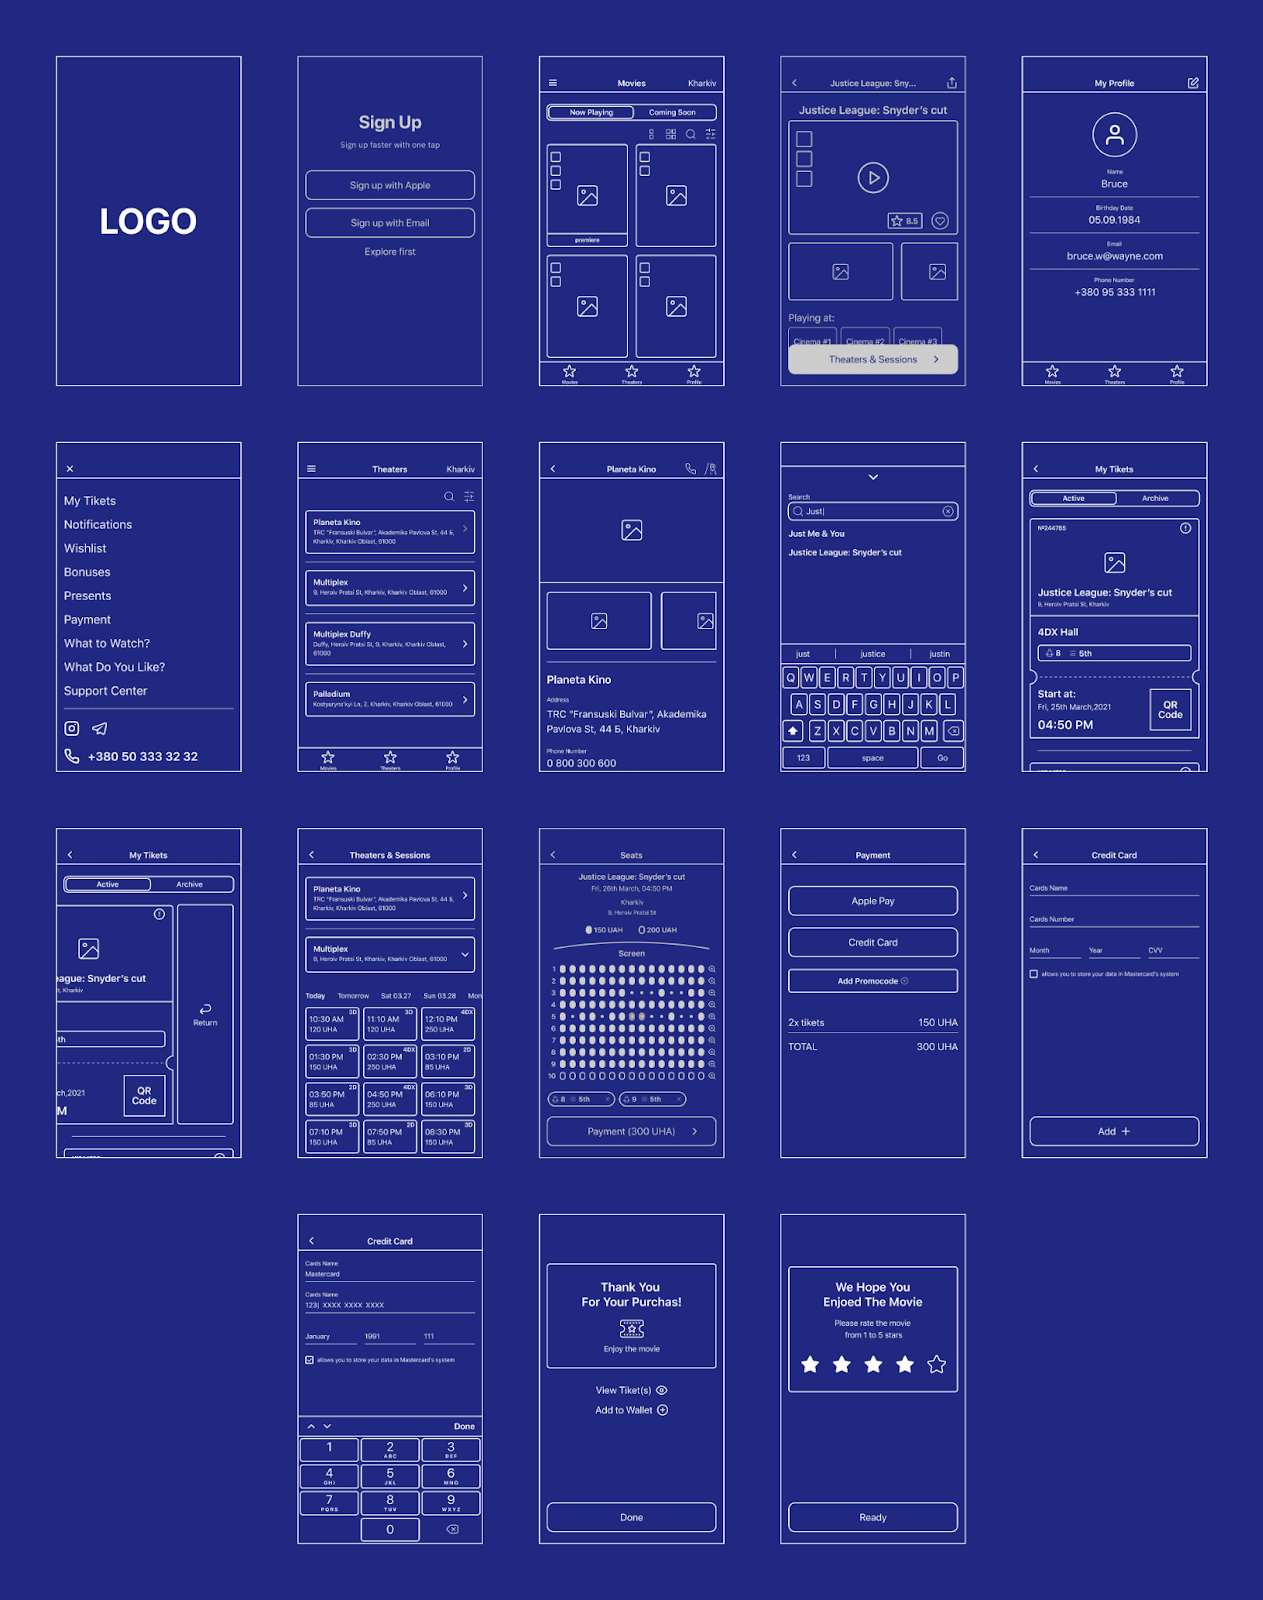 LOGO
Sign Up
Sign up faster with one tap
Sign up with Apple
Sign up with Email
Explore first
Movies
Kharkiv
Now Playing
Coming Soon
premiere
Movies
Theaters
Profile
Justice League: Sny...
Justice League: Snyder's cut
8.5
Playing at:
Cinema #1
Cinema #2
Cinema #3
Theaters & Sessions
My Profile
Name
Bruce
Birthday Date
05.09.1984
Email
bruce.w@wayne.com
Phone Number
+380 95 333 1111
Movies
Theaters
Profile
My Tikets
Notifications
Wishlist
Bonuses
Presents
Payment
What to Watch?
What Do You Like?
Support Center
+380 50 333 32 32
Theaters
Kharkiv
Planeta Kino
TRC "Fransuski Bulvar", Akademika Pavlova St, 44 Б,
Kharkiv, Kharkiv Oblast, 61000
Multiplex
9, Heroiv Pratsi St, Kharkiv, Kharkiv Oblast, 61000
Multiplex Duffy
Duffy, Heroiv Pratsi St, 9, Kharkiv, Kharkiv Oblast,
61000
Palladium
Kostyuryns'kyi Ln, 2, Kharkiv, Kharkiv Oblast, 61000
Movies
Theaters
Profile
Planeta Kino
Planeta Kino
Address
TRC "Fransuski Bulvar", Akademika
Pavlova St, 44 Б, Kharkiv
Phone Number
0 800 300 600
Search
Just|
Just Me & You
Justice League: Snyder's cut
just
justice
justin
Q W E R T Y U I O P
A S D F G H J K L
Z X C V B N M
123
space
Go
My Tikets
Active
Archive
№244785
Justice League: Snyder's cut
9, Heroiv Pratsi St, Kharkiv
4DX Hall
8
5th
Start at:
Fri, 25th March,2021
04:50 PM
QR
Code
My Tikets
Active
Archive
ague: Snyder's cut
t, Kharkiv
th
ch,2021
M
QR
Code
Return
Theaters & Sessions
Planeta Kino
TRC "Fransuski Bulvar", Akademika Pavlova St, 44 Б,
Kharkiv, Kharkiv Oblast, 61000
Multiplex
9, Heroiv Pratsi St, Kharkiv, Kharkiv Oblast, 61000
Today
Tomorrow
Sat 03.27
Sun 03.28
Mon
3D
10:30 AM
120 UHA
3D
11:10 AM
120 UHA
4DX
12:10 PM
250 UHA
3D
01:30 PM
150 UHA
4DX
02:30 PM
250 UHA
2D
03:10 PM
85 UHA
2D
03:50 PM
85 UHA
4DX
04:50 PM
250 UHA
3D
06:10 PM
150 UHA
3D
07:10 PM
150 UHA
2D
07:50 PM
85 UHA
3D
08:30 PM
150 UHA
Seats
Justice League: Snyder's cut
Fri, 26th March, 04:50 PM
Kharkiv
9, Heroiv Pratsi St
150 UAH
200 UAH
Screen
1
2
3
4
5
6
7
8
9
10
8
5th
×
9
5th
×
Payment (300 UHA)
Payment
Apple Pay
Credit Card
Add Promocode
2x tikets
150 UHA
TOTAL
300 UHA
Credit Card
Cards Name
Cards Number
Month
Year
CVV
allows you to store your data in Mastercard's system
Add +
Credit Card
Cards Name
Mastercard
Cards Name
123| XXXX XXXX XXXX
January
1991
111
allows you to store your data in Mastercard's system
Done
1
2
ABC
3
DEF
4
GHI
5
JKL
6
MNO
7
PQRS
8
TUV
9
WXYZ
0
Thank You
For Your Purchas!
Enjoy the movie
View Tiket(s)
Add to Wallet
Done
We Hope You
Enjoed The Movie
Please rate the movie
from 1 to 5 stars
Ready